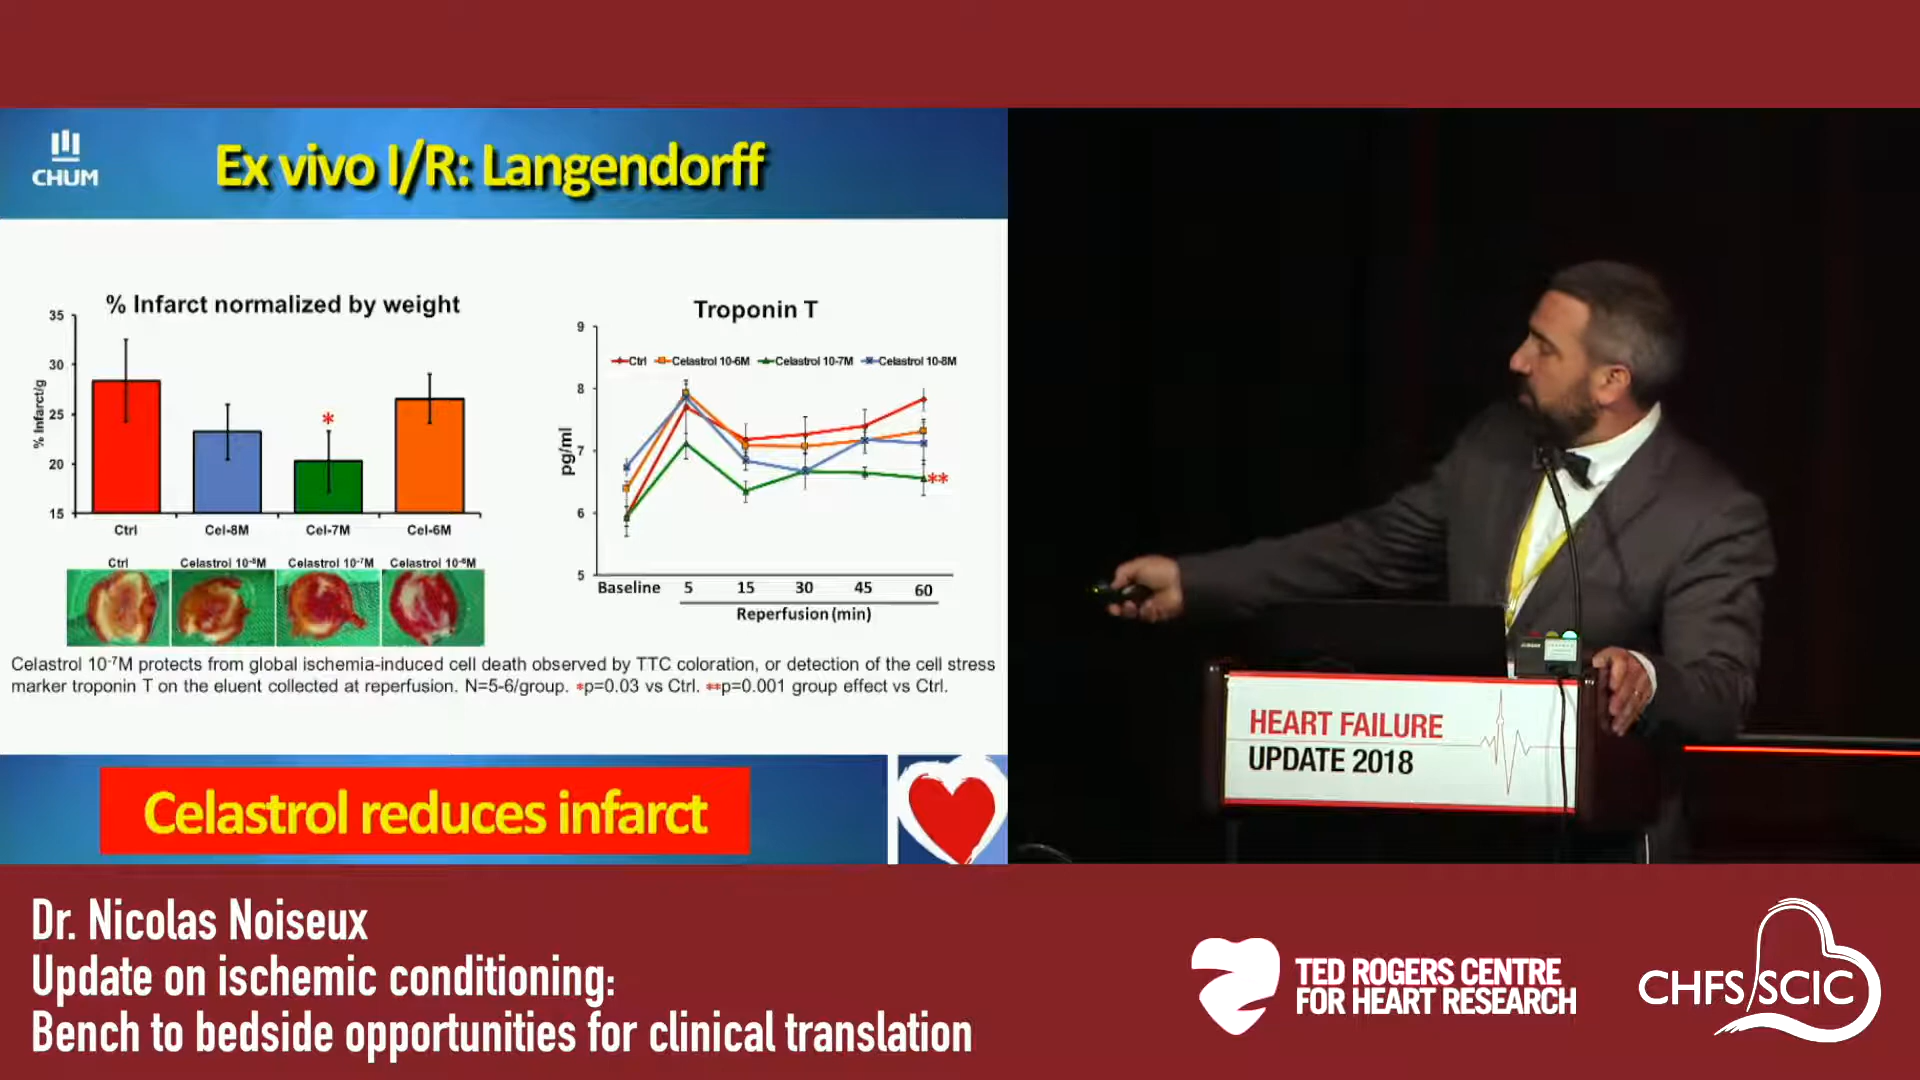 CHUM
Ex vivo I/R: Langendorff
% Infarct normalized by weight
35
30
25
20
15
% Infarct/g
*
Ctrl Cel-8M Cel-7M Cel-6M
Ctrl Celastrol 10-8M Celastrol 10-7M Celastrol 10-6M
Troponin T
9
8
7
6
5
pg/ml
Ctrl Celastrol 10-6M Celastrol 10-7M Celastrol 10-8M
**
Baseline 5 15 30 45 60
Reperfusion (min)
Celastrol 10-7M protects from global ischemia-induced cell death observed by TTC coloration, or detection of the cell stress
marker troponin T on the eluent collected at reperfusion. N=5-6/group. *p=0.03 vs Ctrl. **p=0.001 group effect vs Ctrl.
Celastrol reduces infarct
HEART FAILURE
UPDATE 2018
Dr. Nicolas Noiseux
Update on ischemic conditioning:
Bench to bedside opportunities for clinical translation
TED ROGERS CENTRE
FOR HEART RESEARCH
CHFS/SCIC